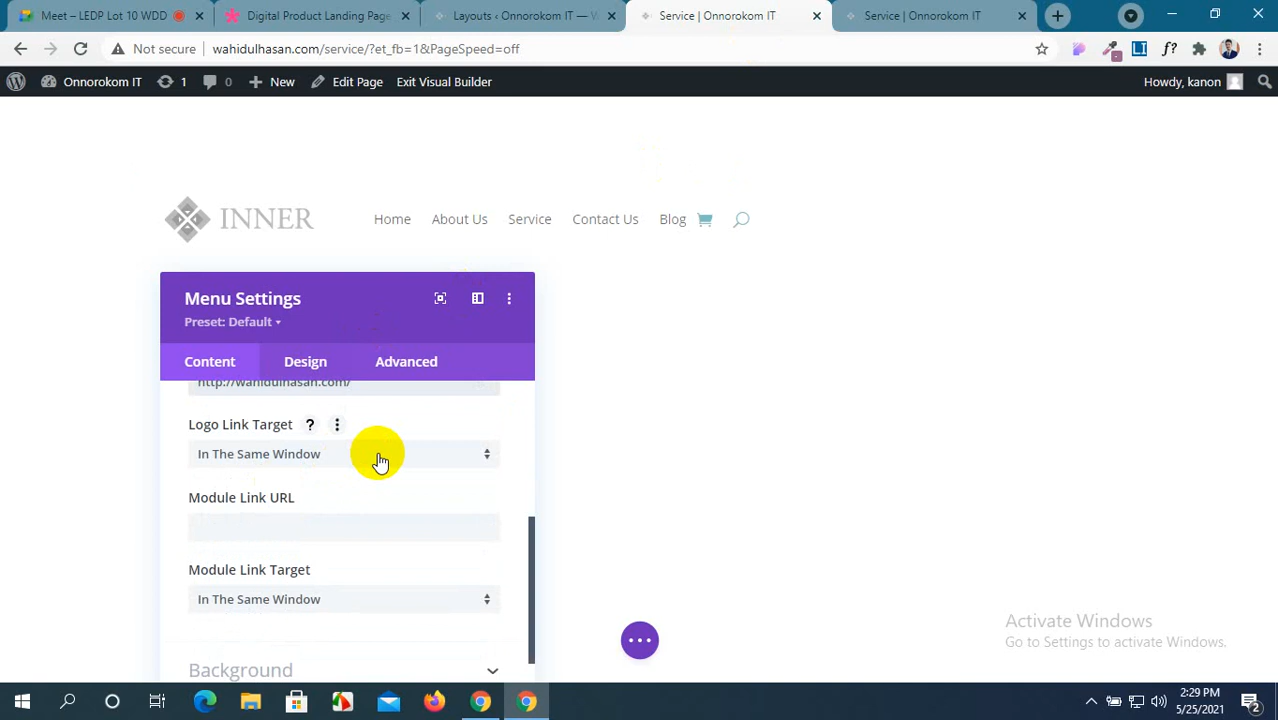 Meet – LEDP Lot 10 WDD
Digital Product Landing Page
Layouts ‹ Onnorokom IT — W
Service | Onnorokom IT
Service | Onnorokom IT
Not secure
wahidulhasan.com/service/?et_fb=1&PageSpeed=off
Onnorokom IT
1
0
New
Edit Page
Exit Visual Builder
Howdy, kanon
INNER
Home
About Us
Service
Contact Us
Blog
Menu Settings
Preset: Default
Content
Design
Advanced
http://wahidulhasan.com/
Logo Link Target
In The Same Window
Module Link URL
Module Link Target
In The Same Window
Background
Activate Windows
Go to Settings to activate Windows.
2:29 PM
5/25/2021
2